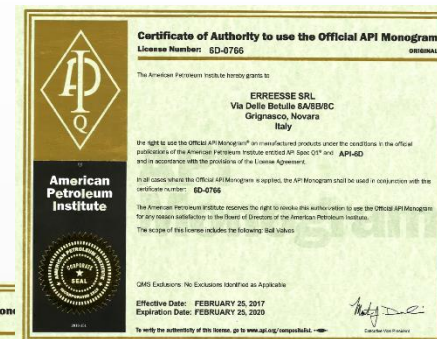 Certificate of Authority to use the Official API Monogram
License Number: 6D-0766
ORIGINAL
The American Petroleum Institute hereby grants to
ERREESSE SRL
Via Delle Betulle 8A/8B/8C
Grignasco, Novara
Italy
the right to use the Official API Monogram® on manufactured products under the conditions in the official
publications of the American Petroleum Institute entitled API Spec Q1® and API-6D
and in accordance with the provisions of the License Agreement.
In all cases where the Official API Monogram is applied, the API Monogram shall be used in conjunction with this
certificate number: 6D-0766
The American Petroleum Institute reserves the right to revoke this authorization to use the Official API Monogram
for any reason satisfactory to the Board of Directors of the American Petroleum Institute.
The scope of this license includes the following: Ball Valves
QMS Exclusions: No Exclusions Identified as Applicable
Effective Date: FEBRUARY 25, 2017
Expiration Date: FEBRUARY 25, 2020
To verify the authenticity of this license, go to www.api.org/compositelist.
Executive Vice President
API
Q
American
Petroleum
Institute
AMERICAN PETROLEUM INSTITUTE
CORPORATE
SEAL